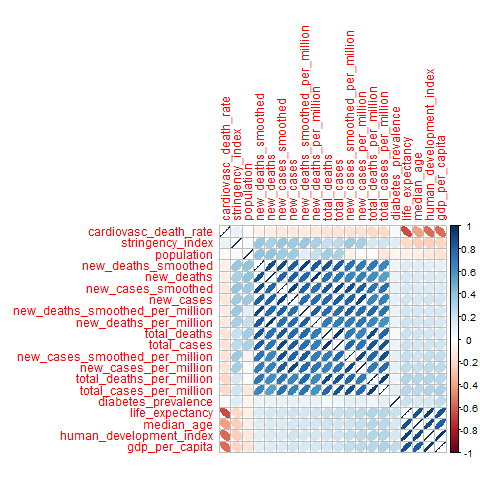 cardiovasc_death_rate
stringency_index
population
new_deaths_smoothed
new_deaths
new_cases_smoothed
new_cases
new_deaths_smoothed_per_million
new_deaths_per_million
total_deaths
total_cases
new_cases_smoothed_per_million
new_cases_per_million
total_deaths_per_million
total_cases_per_million
diabetes_prevalence
life_expectancy
median_age
human_development_index
gdp_per_capita
cardiovasc_death_rate
stringency_index
population
new_deaths_smoothed
new_deaths
new_cases_smoothed
new_cases
new_deaths_smoothed_per_million
new_deaths_per_million
total_deaths
total_cases
new_cases_smoothed_per_million
new_cases_per_million
total_deaths_per_million
total_cases_per_million
diabetes_prevalence
life_expectancy
median_age
human_development_index
gdp_per_capita
1
0.8
0.6
0.4
0.2
0
-0.2
-0.4
-0.6
-0.8
-1